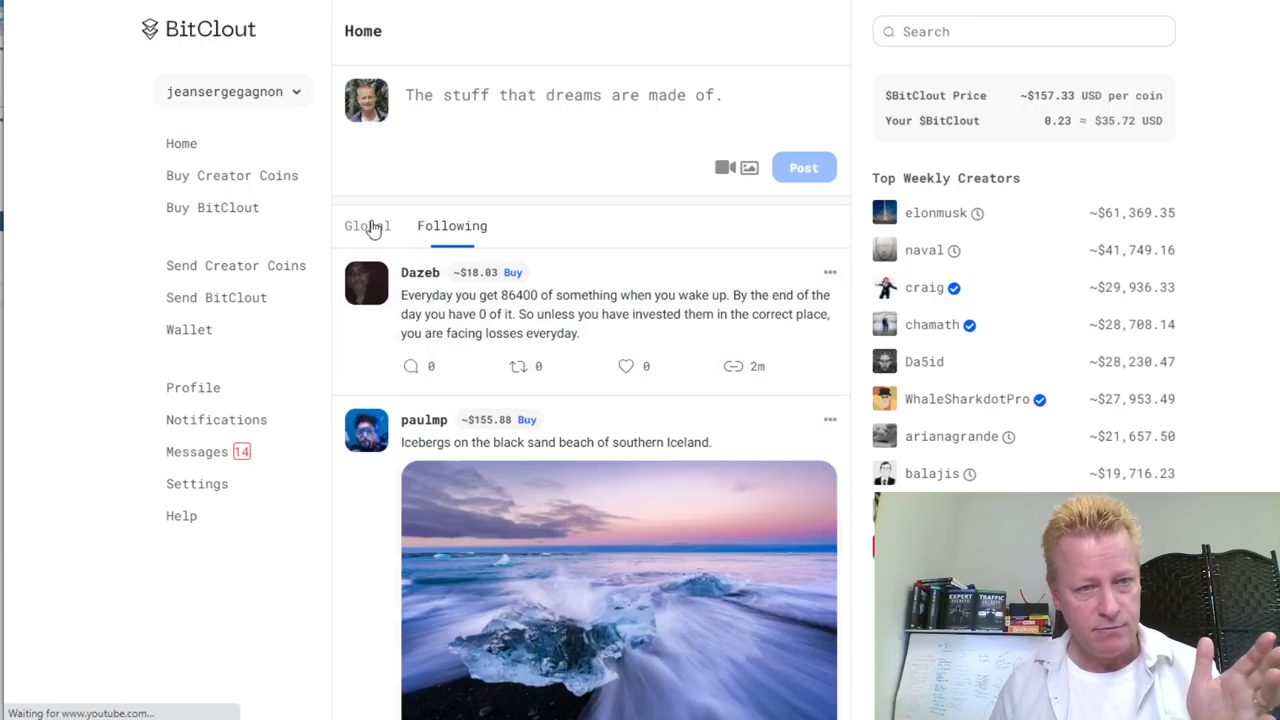 BitClout
jeansergegagnon
Home
Buy Creator Coins
Buy BitClout
Send Creator Coins
Send BitClout
Wallet
Profile
Notifications
Messages 14
Settings
Help
Home
The stuff that dreams are made of.
Post
Global Following
Dazeb ~$18.03 Buy
Everyday you get 86400 of something when you wake up. By the end of the
day you have 0 of it. So unless you have invested them in the correct place,
you are facing losses everyday.
0 0 0 2m
paulmp ~$155.88 Buy
Icebergs on the black sand beach of southern Iceland.
Search
$BitClout Price ~$157.33 USD per coin
Your $BitClout 0.23 ≈ $35.72 USD
Top Weekly Creators
elonmusk ~$61,369.35
naval ~$41,749.16
craig ~$29,936.33
chamath ~$28,708.14
Da5id ~$28,230.47
WhaleSharkdotPro ~$27,953.49
arianagrande ~$21,657.50
balajis ~$19,716.23
EXPERT
SECRETS
TRAFFIC
SECRETS
Waiting for www.youtube.com...